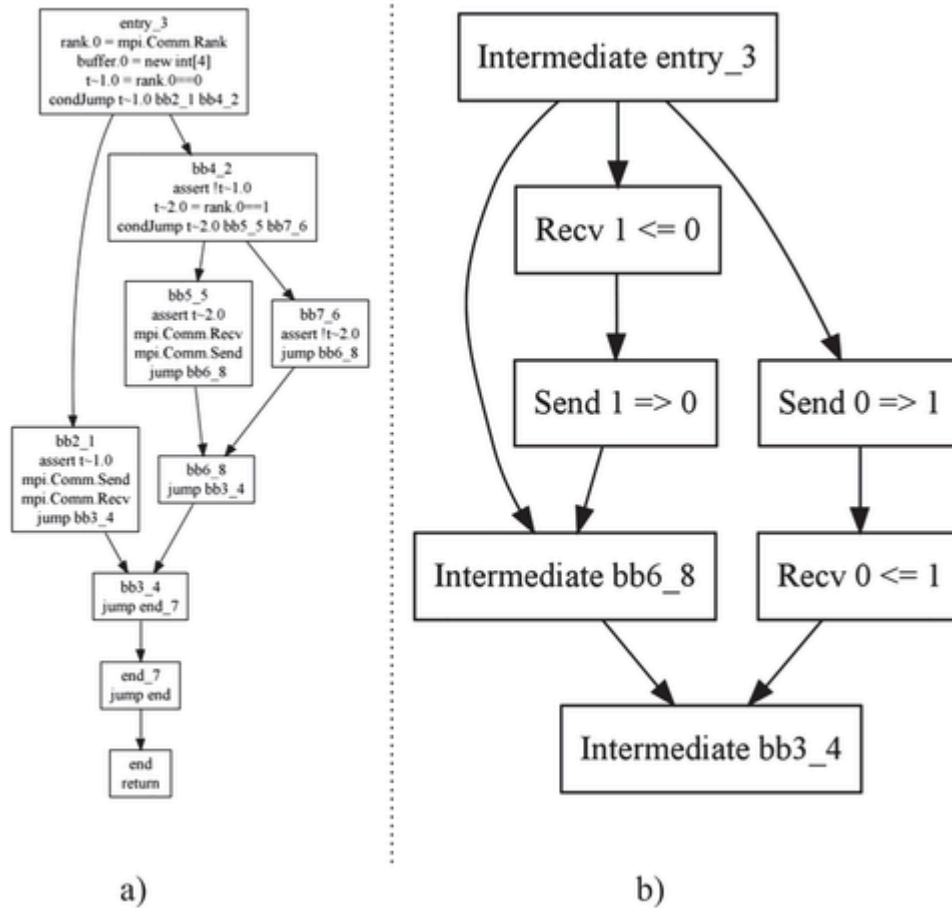 entry_3
rank.0 = mpi.Comm.Rank
buffer.0 = new int[4]
t~1.0 = rank.0==0
condJump t~1.0 bb2_1 bb4_2
bb4_2
assert !t~1.0
t~2.0 = rank.0==1
condJump t~2.0 bb5_5 bb7_6
bb5_5
assert t~2.0
mpi.Comm.Recv
mpi.Comm.Send
jump bb6_8
bb7_6
assert !t~2.0
jump bb6_8
bb2_1
assert t~1.0
mpi.Comm.Send
mpi.Comm.Recv
jump bb3_4
bb6_8
jump bb3_4
bb3_4
jump end_7
end_7
jump end
end
return
a)
Intermediate entry_3
Recv 1 <= 0
Send 1 => 0
Send 0 => 1
Intermediate bb6_8
Recv 0 <= 1
Intermediate bb3_4
b)